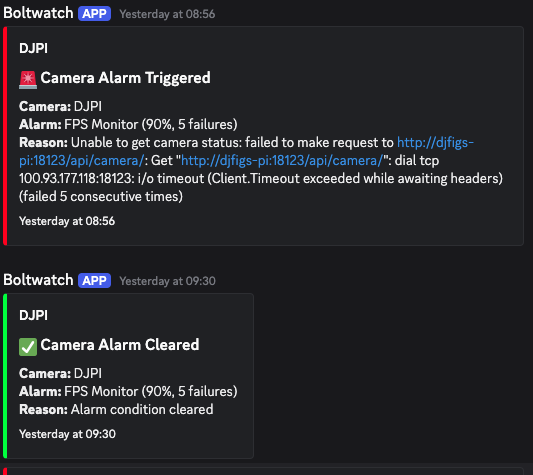 Boltwatch APP Yesterday at 08:56
DJPI
🚨 Camera Alarm Triggered
Camera: DJPI
Alarm: FPS Monitor (90%, 5 failures)
Reason: Unable to get camera status: failed to make request to http://djfigs-
pi:18123/api/camera/: Get "http://djfigs-pi:18123/api/camera/": dial tcp
100.93.177.118:18123: i/o timeout (Client.Timeout exceeded while awaiting headers)
(failed 5 consecutive times)
Yesterday at 08:56
Boltwatch APP Yesterday at 09:30
DJPI
✅ Camera Alarm Cleared
Camera: DJPI
Alarm: FPS Monitor (90%, 5 failures)
Reason: Alarm condition cleared
Yesterday at 09:30